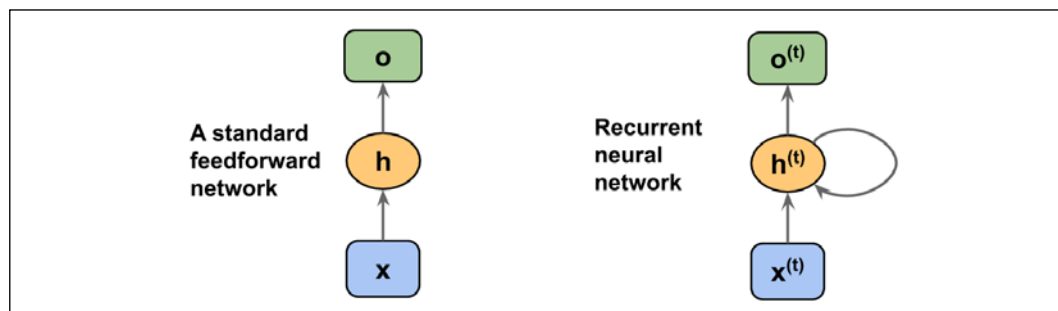 o
A standard
feedforward
network
h
x
o(t)
Recurrent
neural
network
h(t)
x(t)